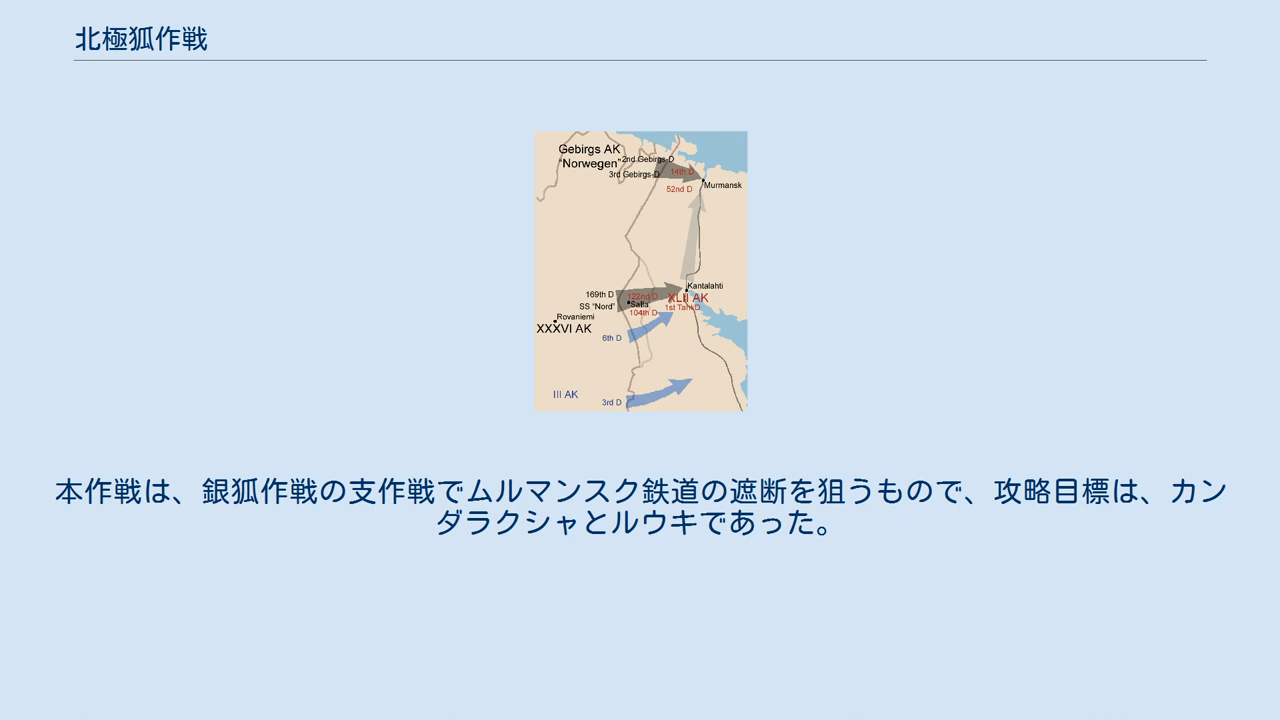 北極狐作戦
Gebirgs AK
"Norwegen"
2nd Gebirgs-D
3rd Gebirgs-D
14th D
52nd D
Murmansk
Kantalahti
169th D
122nd D
XLII AK
SS "Nord"
Salla
1st TankD
104th D
Rovaniemi
XXXVI AK
6th D
III AK
3rd D
本作戦は、銀狐作戦の支作戦でムルマンスク鉄道の遮断を狙うもので、攻略目標は、カン
ダラクシャとルウキであった。